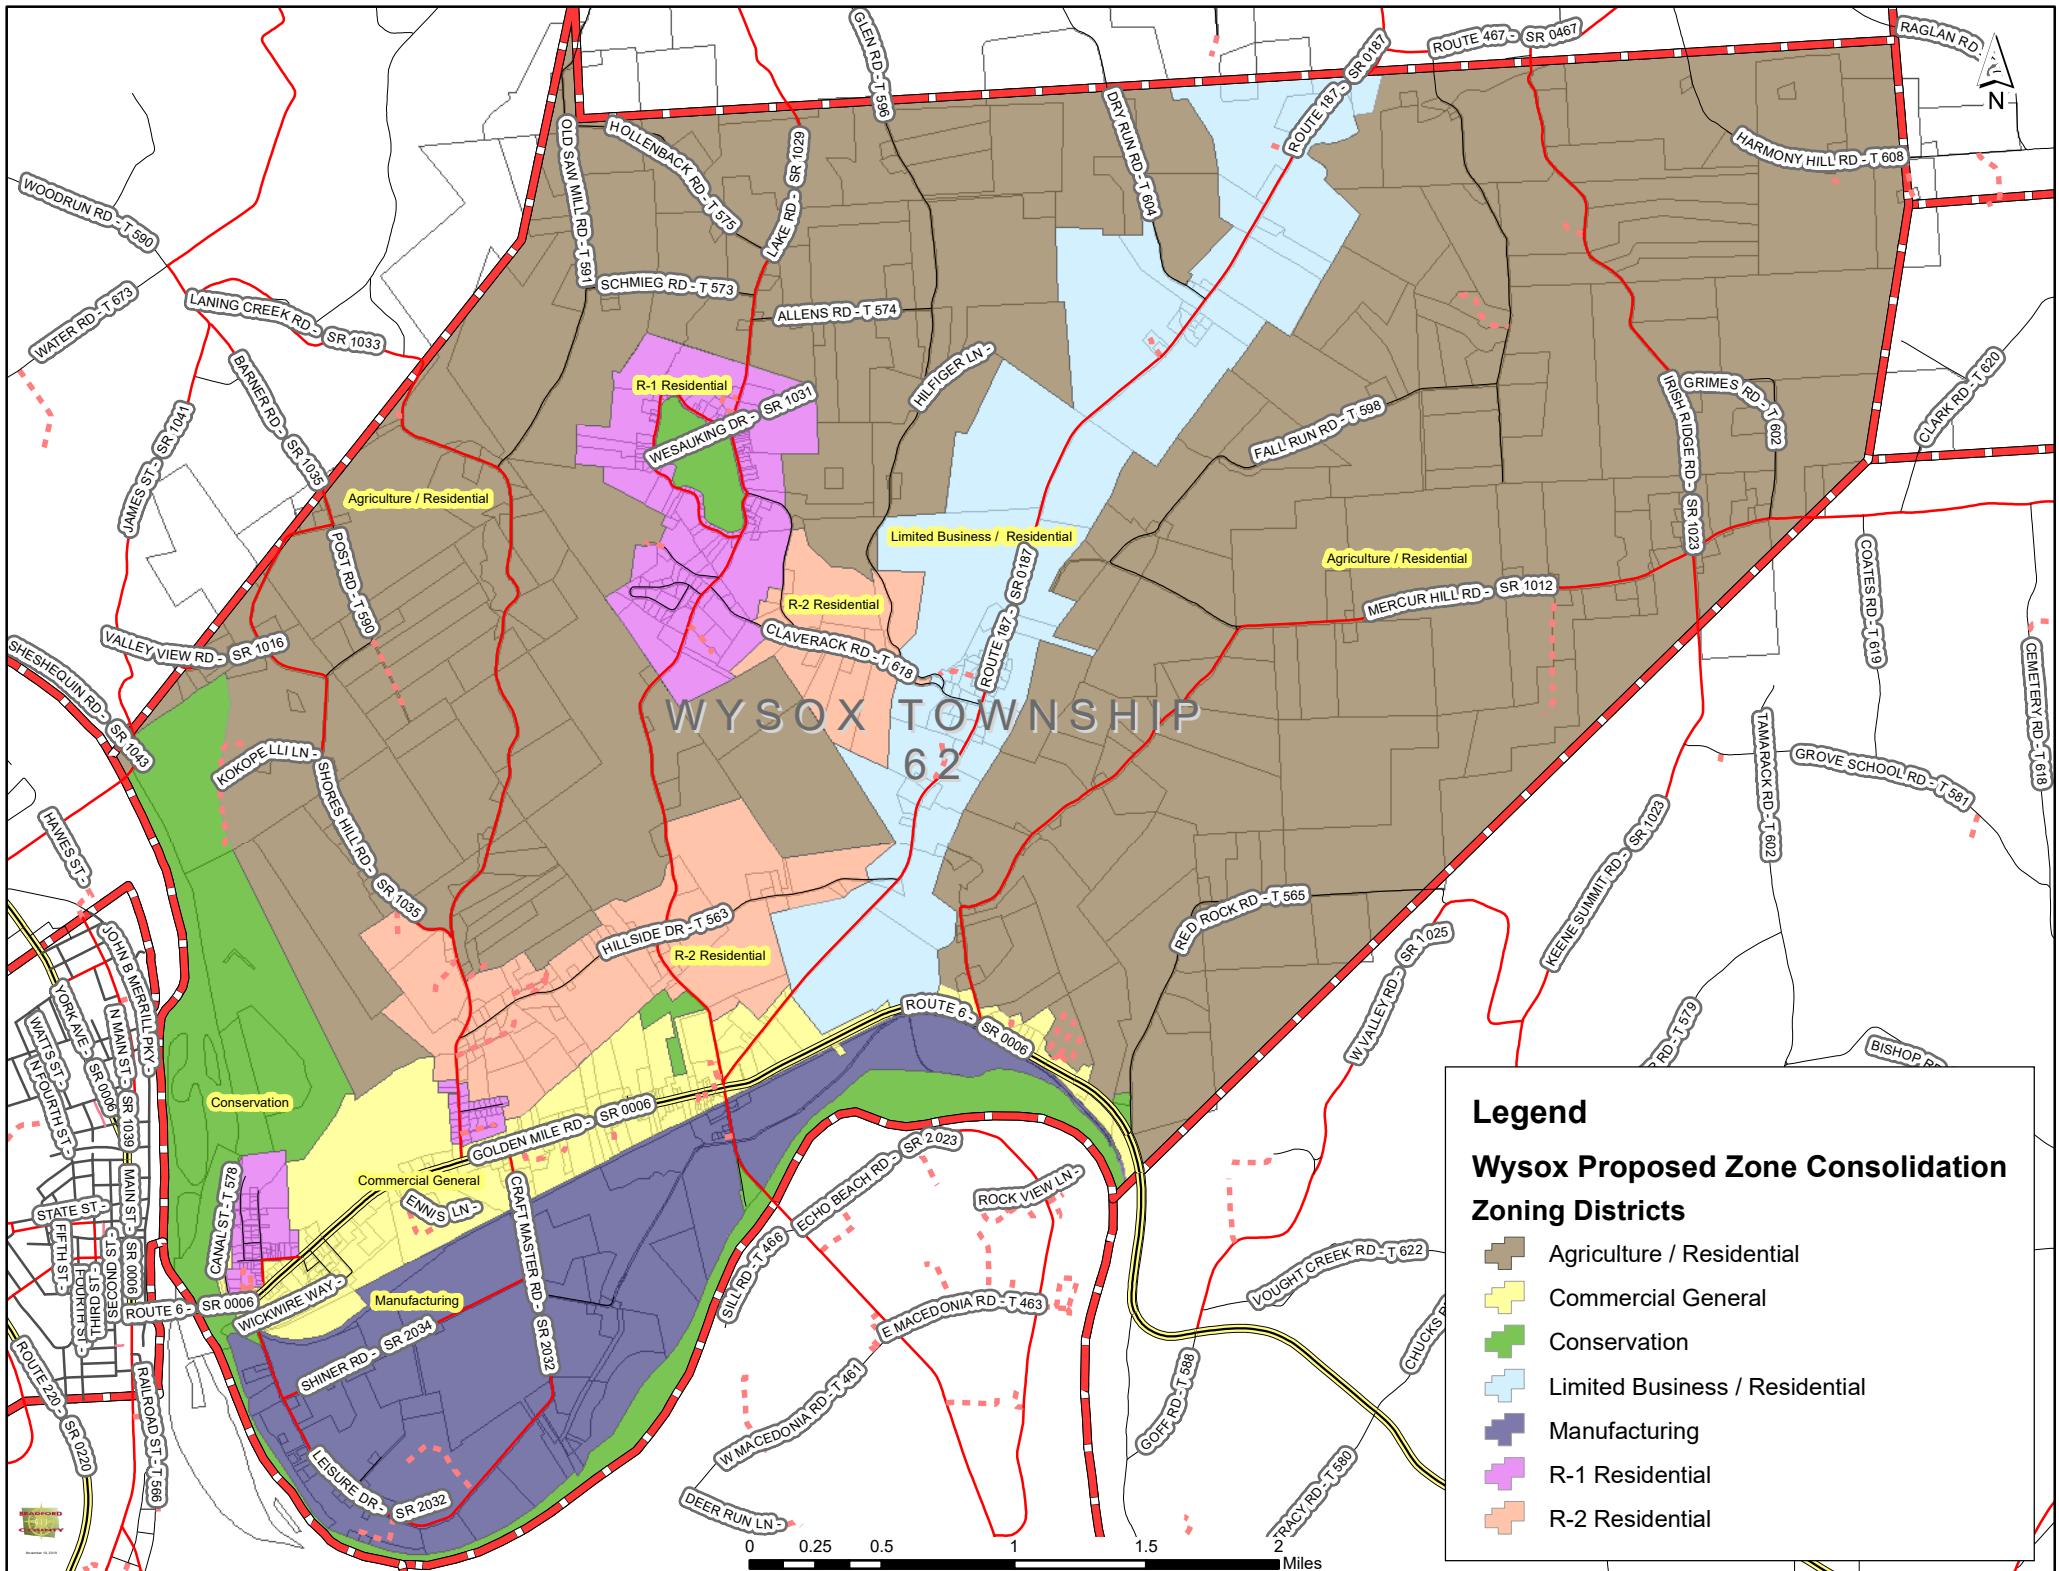 ROUTE 467 - SR 0467
RAGLAN RD -
N
GLEN RD - T 596
ROUTE 187 - SR 0187
DRY RUN RD - T 604
OLD SAW MILL RD - T 591
HOLLENBACK RD - T 575
LAKE RD - SR 1029
HARMONY HILL RD - T 608
WOODRUN RD - T 590
SCHMIEG RD - T 573
ALLENS RD - T 574
WATER RD - T 673
LANING CREEK RD - SR 1033
BARNER RD - SR 1035
R-1 Residential
HILFIGER LN -
WESAUKING DR - SR 1031
IRISH RIDGE RD - SR 1023
GRIMES RD - T 602
CLARK RD - T 620
JAMES ST - SR 1041
FALL RUN RD - T 598
Agriculture / Residential
Limited Business / Residential
Agriculture / Residential
POST RD - T 590
ROUTE 187 - SR 0187
MERCUR HILL RD - SR 1012
COATES RD - T 619
R-2 Residential
CLAVERACK RD - T 618
VALLEY VIEW RD - SR 1016
SHESHEQUIN RD - SR 1043
CEMETERY RD - T 618
WYSOX TOWNSHIP
62
KOKOPELLI LN -
SHORES HILL RD - SR 1035
TAMARACK RD - T 602
GROVE SCHOOL RD - T 581
HAWES ST -
KEENE SUMMIT RD - SR 1023
HILLSIDE DR - T 563
RED ROCK RD - T 565
R-2 Residential
W VALLEY RD - SR 1025
JOHN B MERRILL PKY -
YORK AVE - SR 0006
N MAIN ST - SR 1039
WATTS ST -
N FOURTH ST -
ROUTE 6 - SR 0006
RD - T 579
BISHOP RD
Conservation
GOLDEN MILE RD - SR 0006
Commercial General
ENNIS LN -
CRAFT MASTER RD - SR 2032
ECHO BEACH RD - SR 2023
ROCK VIEW LN -
CANAL ST - T 578
STATE ST -
FIFTH ST -
FOURTH ST -
THIRD ST -
SECOND ST -
MAIN ST - SR 0006
ROUTE 6 - SR 0006
WICKWIRE WAY -
Manufacturing
SHINER RD - SR 2034
SILL RD - T 466
E MACEDONIA RD - T 463
VOUGHT CREEK RD - T 622
CHUCKS
GOFF RD - T 588
W MACEDONIA RD - T 461
ROUTE 220 - SR 0220
RAILROAD ST - T 566
LEISURE DR - SR 2032
DEER RUN LN -
TRACY RD - T 580
BRADFORD
COUNTY
0 0.25 0.5 1 1.5 2
Miles
Legend
Wysox Proposed Zone Consolidation
Zoning Districts
Agriculture / Residential
Commercial General
Conservation
Limited Business / Residential
Manufacturing
R-1 Residential
R-2 Residential